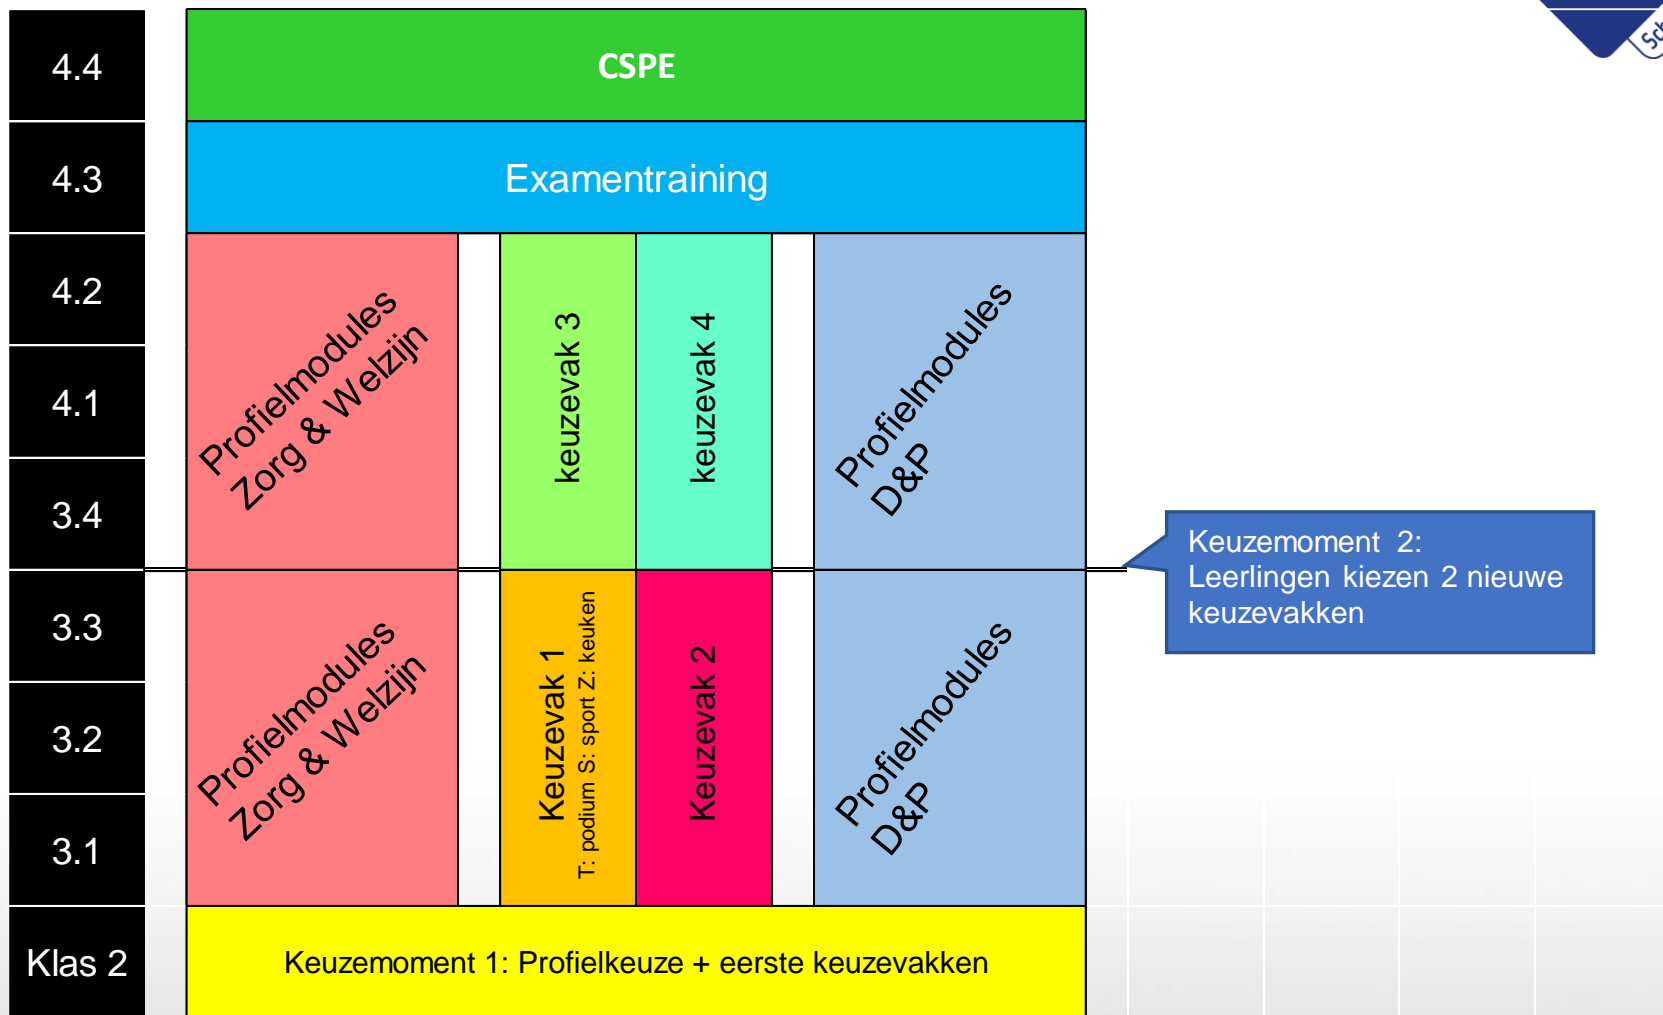 4.4
CSPE
4.3
Examentraining
4.2
4.1
3.4
Profielmodules
Zorg & Welzijn
keuzevak 3
keuzevak 4
Profielmodules
D&P
Keuzemoment 2:
Leerlingen kiezen 2 nieuwe
keuzevakken
3.3
3.2
3.1
Profielmodules
Zorg & Welzijn
Keuzevak 1
T: podium S: sport Z: keuken
Keuzevak 2
Profielmodules
D&P
Klas 2
Keuzemoment 1: Profielkeuze + eerste keuzevakken